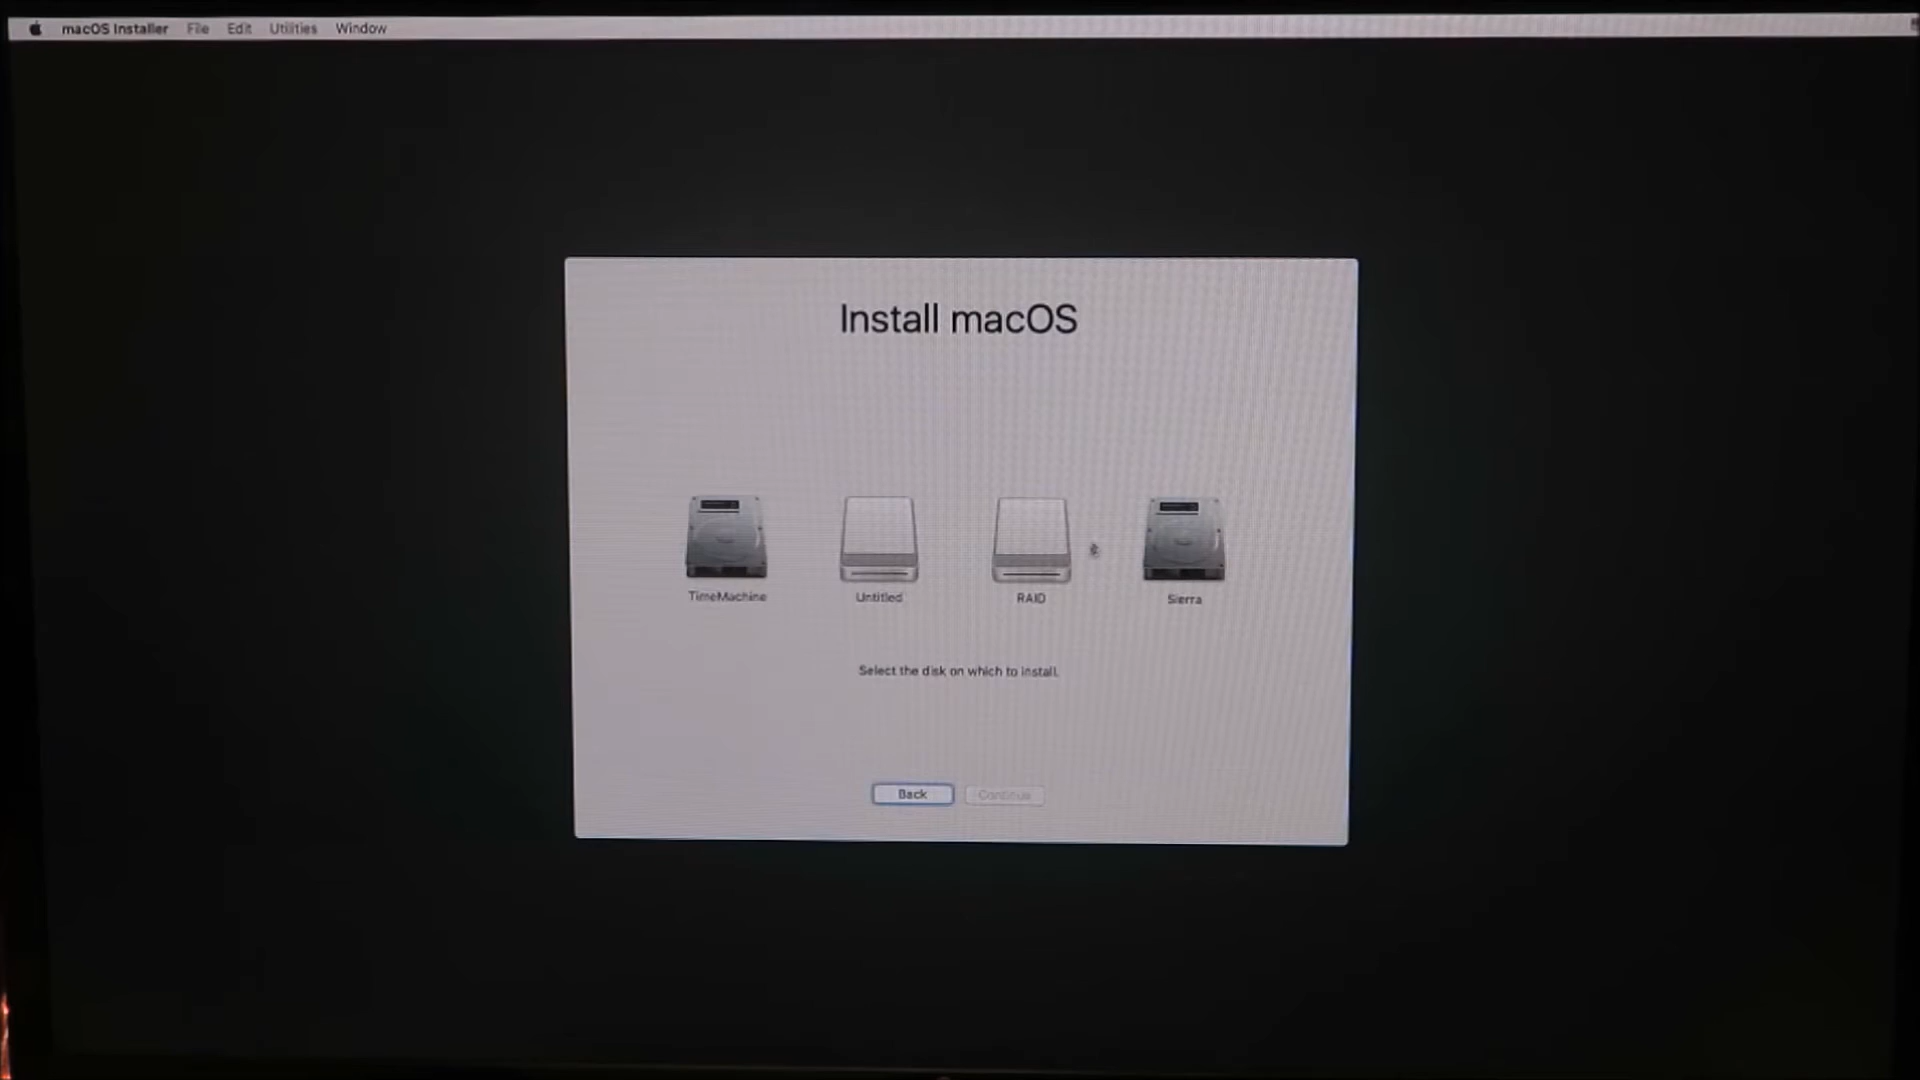 macOS Installer File Edit Utilities Window
Install macOS
TimeMachine Untitled RAID Sierra
Select the disk on which to install.
Back Continue